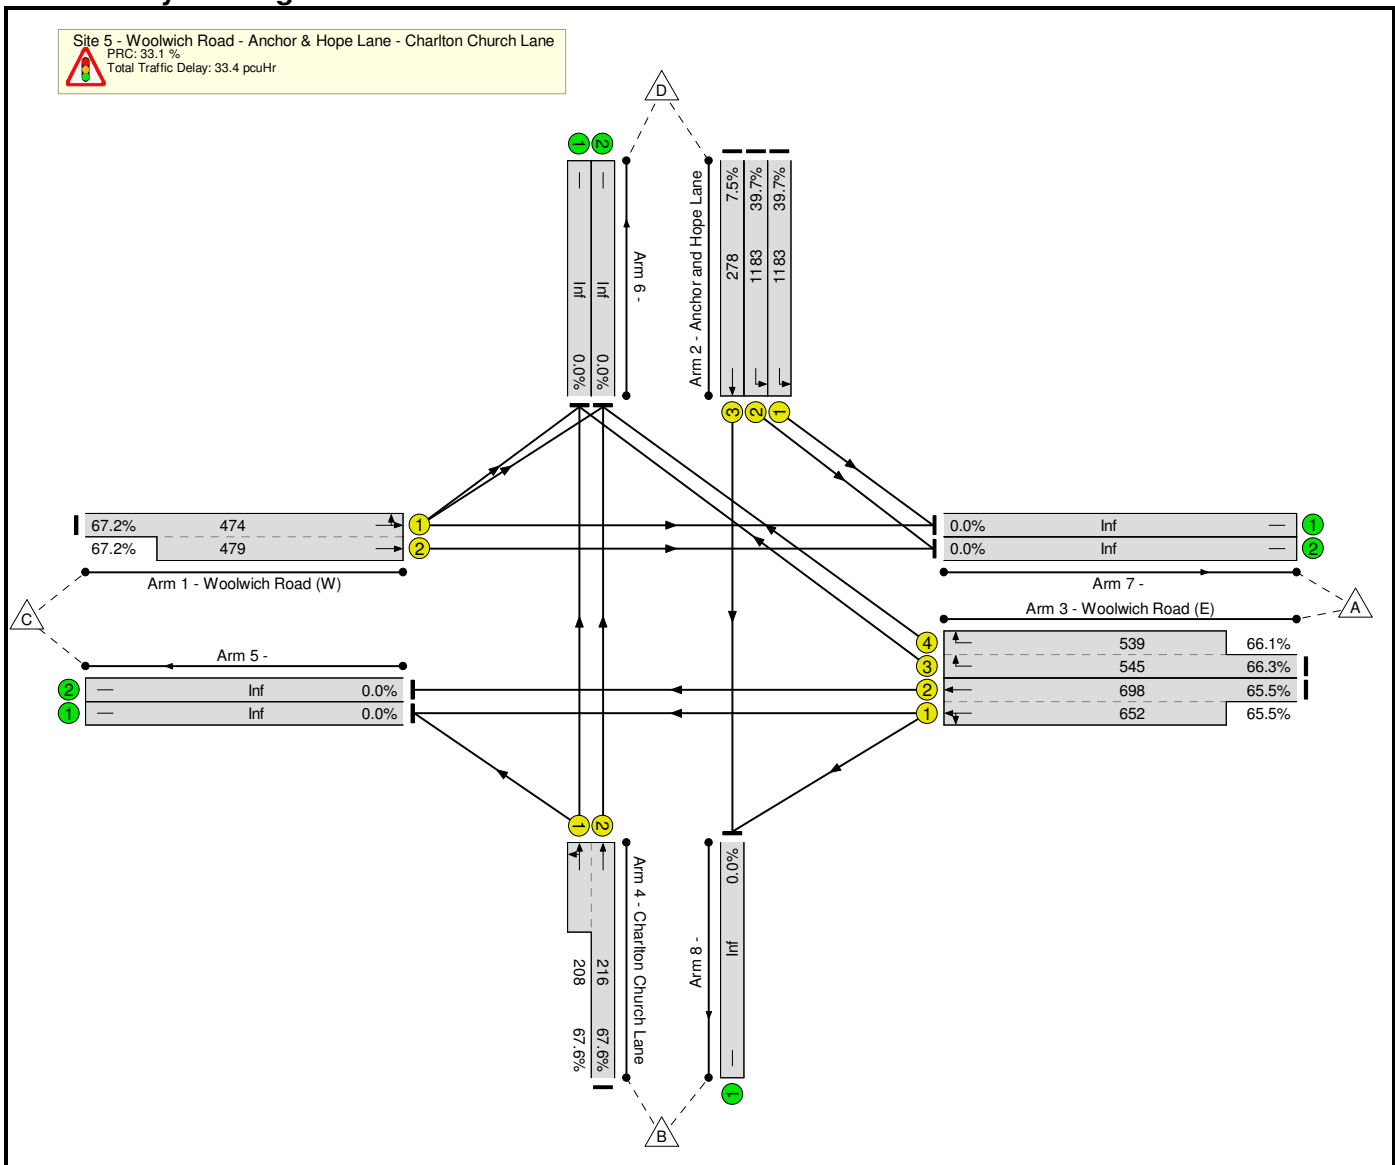 Site 5 - Woolwich Road - Anchor & Hope Lane - Charlton Church Lane
PRC: 33.1 %
Total Traffic Delay: 33.4 pcuHr
D
1
2
Inf
0.0%
Inf
0.0%
Arm 6 -
Arm 2 - Anchor and Hope Lane
7.5%
278
39.7%
1183
39.7%
1183
3
2
1
67.2%
474
1
67.2%
479
2
Arm 1 - Woolwich Road (W)
C
0.0%
Inf
1
0.0%
Inf
2
Arm 7 -
A
Arm 3 - Woolwich Road (E)
4
539
66.1%
3
545
66.3%
2
698
65.5%
1
652
65.5%
Arm 5 -
2
Inf
0.0%
1
Inf
0.0%
1
2
208
67.6%
216
67.6%
Arm 4 - Charlton Church Lane
Arm 8 -
0.0%
Inf
1
B